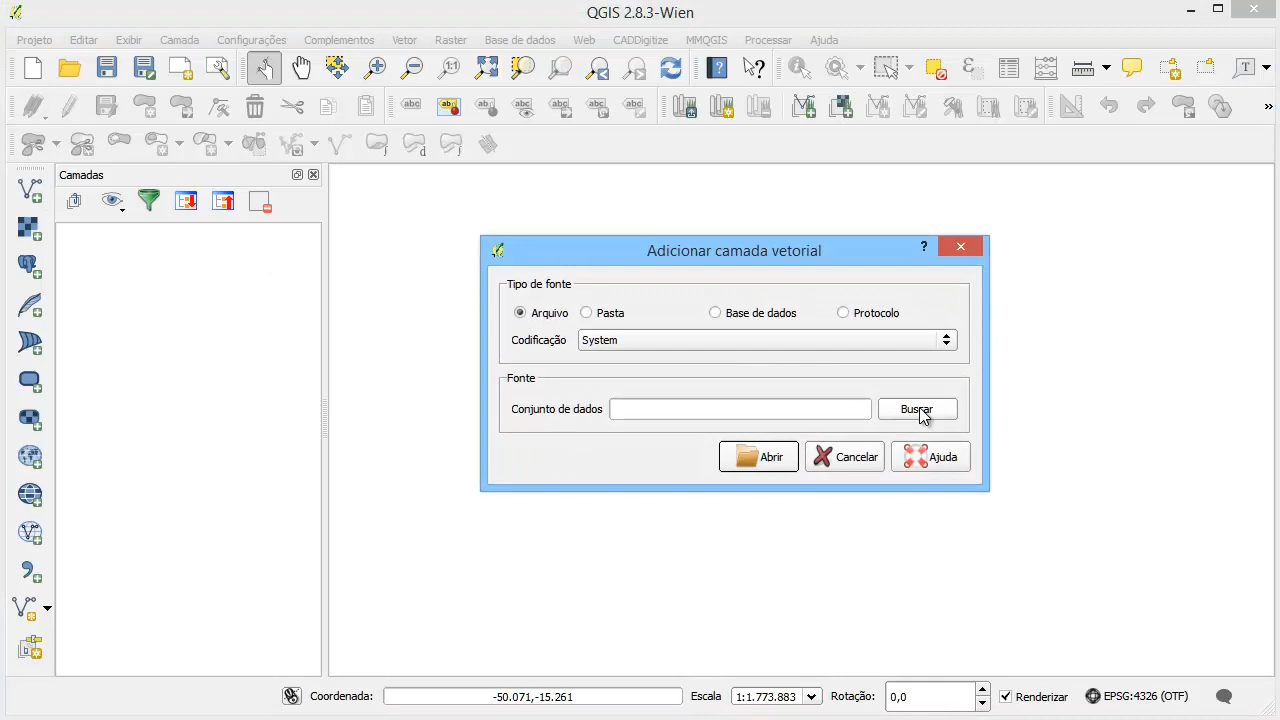 QGIS 2.8.3-Wien
Projeto Editar Exibir Camada Configurações Complementos Vetor Raster Base de dados Web CADDigitize MMQGIS Processar Ajuda
Camadas
Adicionar camada vetorial
Tipo de fonte
Arquivo Pasta Base de dados Protocolo
Codificação System
Fonte
Conjunto de dados Buscar
Abrir Cancelar Ajuda
Coordenada: -50.071,-15.261 Escala 1:1.773.883 Rotação: 0,0 Renderizar EPSG:4326 (OTF)